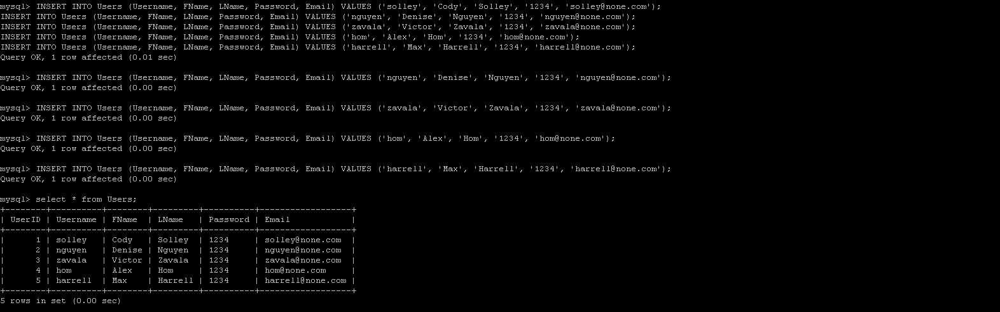 mysql> INSERT INTO Users (Username, FName, LName, Password, Email) VALUES ('solley', 'Cody', 'Solley', '1234', 'solley@none.com');
INSERT INTO Users (Username, FName, LName, Password, Email) VALUES ('nguyen', 'Denise', 'Nguyen', '1234', 'nguyen@none.com');
INSERT INTO Users (Username, FName, LName, Password, Email) VALUES ('zavala', 'Victor', 'Zavala', '1234', 'zavala@none.com');
INSERT INTO Users (Username, FName, LName, Password, Email) VALUES ('hom', 'Alex', 'Hom', '1234', 'hom@none.com');
INSERT INTO Users (Username, FName, LName, Password, Email) VALUES ('harrell', 'Max', 'Harrell', '1234', 'harrell@none.com');
Query OK, 1 row affected (0.01 sec)

mysql> INSERT INTO Users (Username, FName, LName, Password, Email) VALUES ('nguyen', 'Denise', 'Nguyen', '1234', 'nguyen@none.com');
Query OK, 1 row affected (0.00 sec)

mysql> INSERT INTO Users (Username, FName, LName, Password, Email) VALUES ('zavala', 'Victor', 'Zavala', '1234', 'zavala@none.com');
Query OK, 1 row affected (0.00 sec)

mysql> INSERT INTO Users (Username, FName, LName, Password, Email) VALUES ('hom', 'Alex', 'Hom', '1234', 'hom@none.com');
Query OK, 1 row affected (0.00 sec)

mysql> INSERT INTO Users (Username, FName, LName, Password, Email) VALUES ('harrell', 'Max', 'Harrell', '1234', 'harrell@none.com');
Query OK, 1 row affected (0.00 sec)

mysql> select * from Users;
+--------+----------+--------+---------+----------+------------------+
| UserID | Username | FName  | LName   | Password | Email            |
+--------+----------+--------+---------+----------+------------------+
|      1 | solley   | Cody   | Solley  | 1234     | solley@none.com  |
|      2 | nguyen   | Denise | Nguyen  | 1234     | nguyen@none.com  |
|      3 | zavala   | Victor | Zavala  | 1234     | zavala@none.com  |
|      4 | hom      | Alex   | Hom     | 1234     | hom@none.com     |
|      5 | harrell  | Max    | Harrell | 1234     | harrell@none.com |
+--------+----------+--------+---------+----------+------------------+
5 rows in set (0.00 sec)